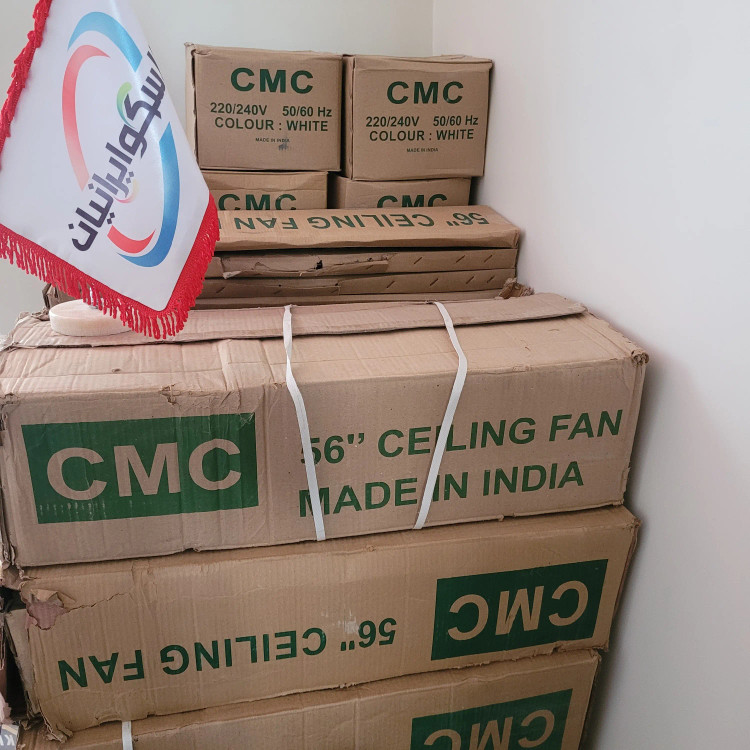 اسکو ایرانیان
CMC
220/240V 50/60 Hz
COLOUR : WHITE
MADE IN INDIA
CMC
220/240V 50/60 Hz
COLOUR : WHITE
MADE IN INDIA
CMC
CMC
56" CEILING FAN
CMC
56" CEILING FAN
MADE IN INDIA
CMC
56" CEILING FAN
CMC